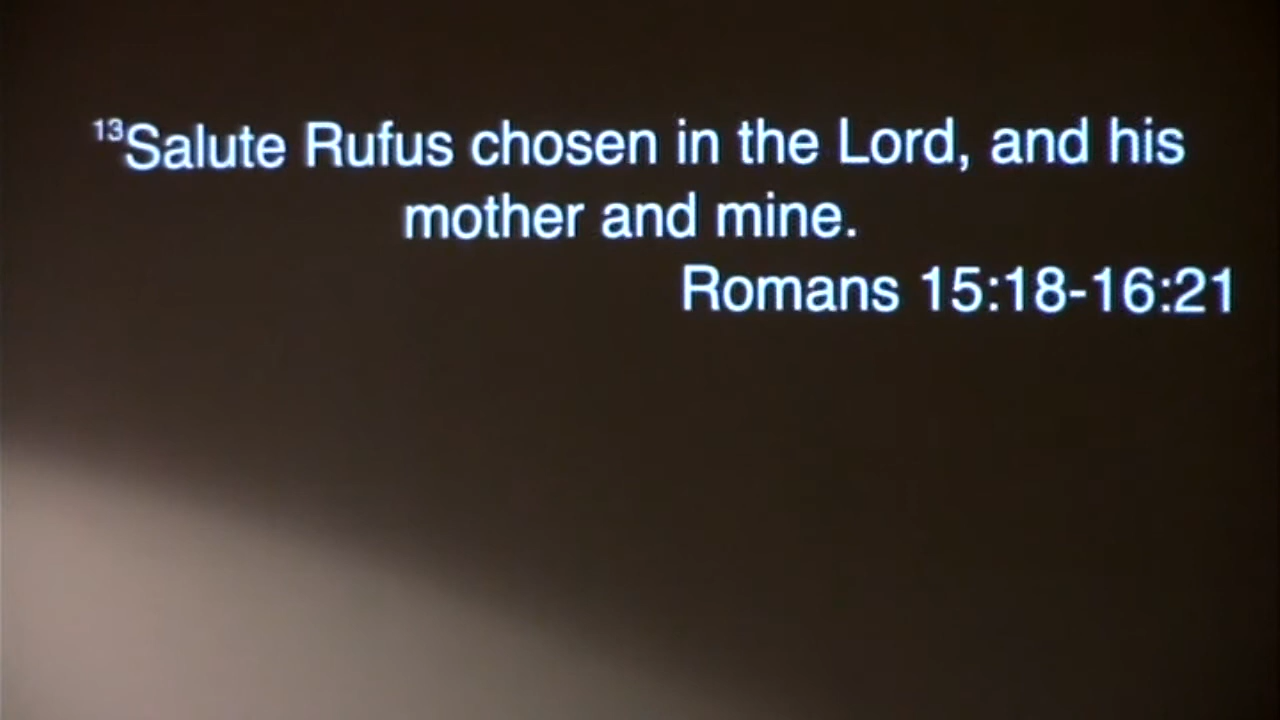 ¹³Salute Rufus chosen in the Lord, and his
mother and mine.
Romans 15:18-16:21